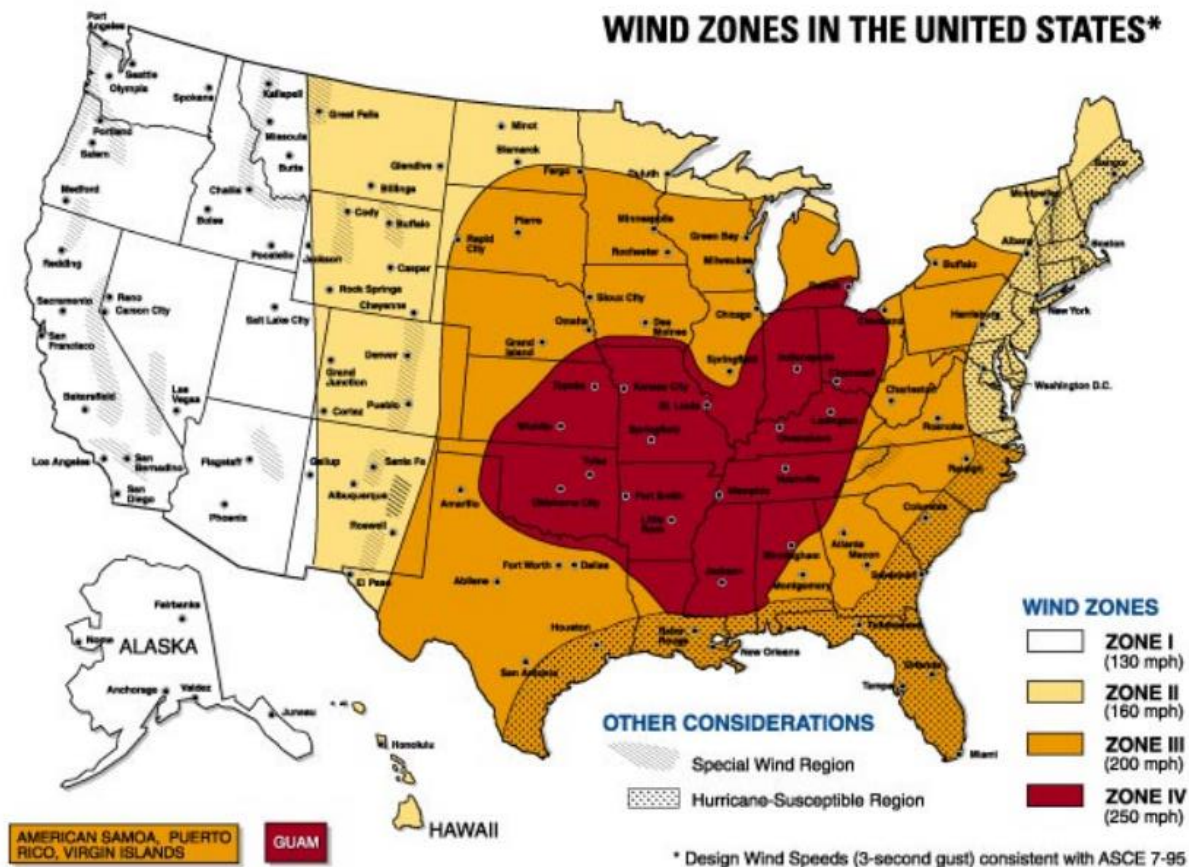 WIND ZONES IN THE UNITED STATES*
Port
Angeles
Seattle
Olympia
Spokane
Portland
Salem
Medford
Kalispell
Missoula
Butte
Challis
Boise
Pocatello
Great Falls
Glendive
Billings
Cody
Buffalo
Jackson
Casper
Rock Springs
Cheyenne
Minot
Bismarck
Fargo
Duluth
Pierre
Rapid
City
Minneapolis
Rochester
Green Bay
Milwaukee
Detroit
Sioux City
Omaha
Des
Moines
Grand
Island
Chicago
Springfield
Redding
Sacramento
San
Francisco
Reno
Carson City
Salt Lake City
Bakersfield
Las
Vegas
Los Angeles
San
Bernadino
San
Diego
Flagstaff
Phoenix
Denver
Grand
Junction
Pueblo
Cortez
Gallup
Santa Fe
Albuquerque
Roswell
El Paso
Amarillo
Topeka
Kansas City
St. Louis
Wichita
Springfield
Tulsa
Oklahoma City
Fort Smith
Little
Rock
Memphis
Nashville
Indianapolis
Cincinnati
Lexington
Cleveland
Charleston
Roanoke
Raleigh
Columbia
Atlanta
Macon
Birmingham
Montgomery
Jackson
Fort Worth
Dallas
Abilene
Houston
San Antonio
Baton
Rouge
New Orleans
Tallahassee
Orlando
Tampa
Miami
Bangor
Montpelier
Albany
Boston
Buffalo
Harrisburg
New York
Washington D.C.
ALASKA
Fairbanks
Nome
Anchorage
Valdez
Juneau
Honolulu
HAWAII
AMERICAN SAMOA, PUERTO
RICO, VIRGIN ISLANDS
GUAM
OTHER CONSIDERATIONS
Special Wind Region
Hurricane-Susceptible Region
WIND ZONES
ZONE I
(130 mph)
ZONE II
(160 mph)
ZONE III
(200 mph)
ZONE IV
(250 mph)
* Design Wind Speeds (3-second gust) consistent with ASCE 7-95